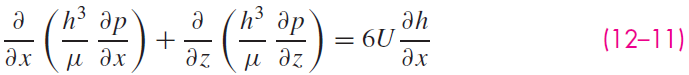 ∂/∂x (h³/μ ∂p/∂x) + ∂/∂z (h³/μ ∂p/∂z) = 6U ∂h/∂x (12–11)